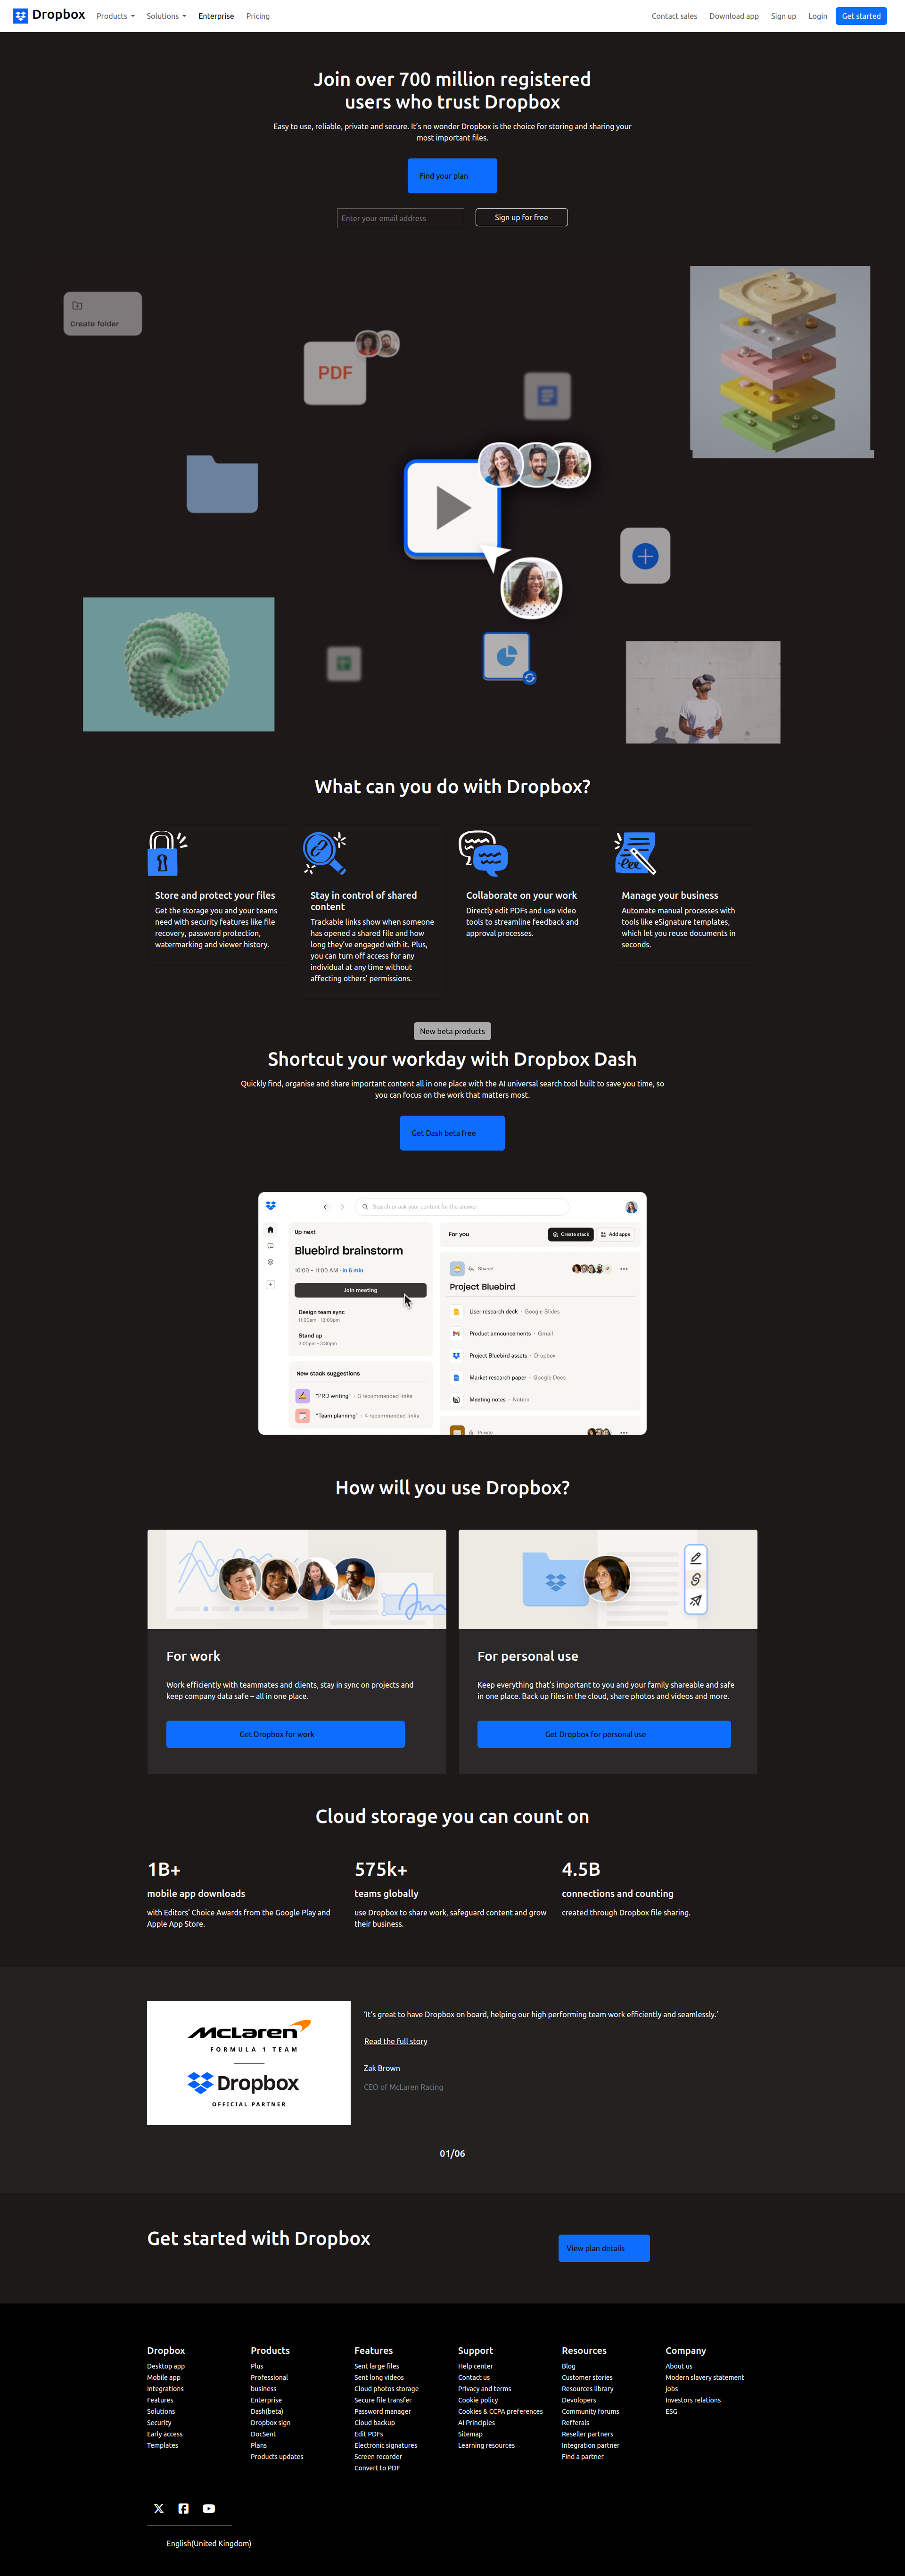 Dropbox Products Solutions Enterprise Pricing Contact sales Download app Sign up Login Get started
Join over 700 million registered
users who trust Dropbox
Easy to use, reliable, private and secure. It's no wonder Dropbox is the choice for storing and sharing your
most important files.
Find your plan
Enter your email address
Sign up for free
Create folder
PDF
What can you do with Dropbox?
Store and protect your files
Get the storage you and your teams
need with security features like file
recovery, password protection,
watermarking and viewer history.
Stay in control of shared
content
Trackable links show when someone
has opened a shared file and how
long they've engaged with it. Plus,
you can turn off access for any
individual at any time without
affecting others' permissions.
Collaborate on your work
Directly edit PDFs and use video
tools to streamline feedback and
approval processes.
Manage your business
Automate manual processes with
tools like eSignature templates,
which let you reuse documents in
seconds.
New beta products
Shortcut your workday with Dropbox Dash
Quickly find, organise and share important content all in one place with the AI universal search tool built to save you time, so
you can focus on the work that matters most.
Get Dash beta free
Search or ask your content for the answer
Up next
Bluebird brainstorm
10:00 – 11:00 AM · in 6 min
Join meeting
Design team sync
11:00am - 12:00pm
Stand up
3:00pm - 3:30pm
New stack suggestions
"PRD writing" · 3 recommended links
"Team planning" · 4 recommended links
For you
Create stack
Add apps
Shared
Project Bluebird
User research deck · Google Slides
Product announcements · Gmail
Project Bluebird assets · Dropbox
Market research paper · Google Docs
Meeting notes · Notion
Private
How will you use Dropbox?
For work
Work efficiently with teammates and clients, stay in sync on projects and
keep company data safe – all in one place.
Get Dropbox for work
For personal use
Keep everything that's important to you and your family shareable and safe
in one place. Back up files in the cloud, share photos and videos and more.
Get Dropbox for personal use
Cloud storage you can count on
1B+
mobile app downloads
with Editors' Choice Awards from the Google Play and
Apple App Store.
575k+
teams globally
use Dropbox to share work, safeguard content and grow
their business.
4.5B
connections and counting
created through Dropbox file sharing.
McLaren
FORMULA 1 TEAM
Dropbox
OFFICIAL PARTNER
'It's great to have Dropbox on board, helping our high performing team work efficiently and seamlessly.'
Read the full story
Zak Brown
CEO of McLaren Racing
01/06
Get started with Dropbox
View plan details
Dropbox
Desktop app
Mobile app
Integrations
Features
Solutions
Security
Early access
Templates
Products
Plus
Professional
business
Enterprise
Dash(beta)
Dropbox sign
DocSent
Plans
Products updates
Features
Sent large files
Sent long videos
Cloud photos storage
Secure file transfer
Password manager
Cloud backup
Edit PDFs
Electronic signatures
Screen recorder
Convert to PDF
Support
Help center
Contact us
Privacy and terms
Cookie policy
Cookies & CCPA preferences
AI Principles
Sitemap
Learning resources
Resources
Blog
Customer stories
Resources library
Developers
Community forums
Refferals
Reseller partners
Integration partner
Find a partner
Company
About us
Modern slavery statement
jobs
Investors relations
ESG
English(United Kingdom)